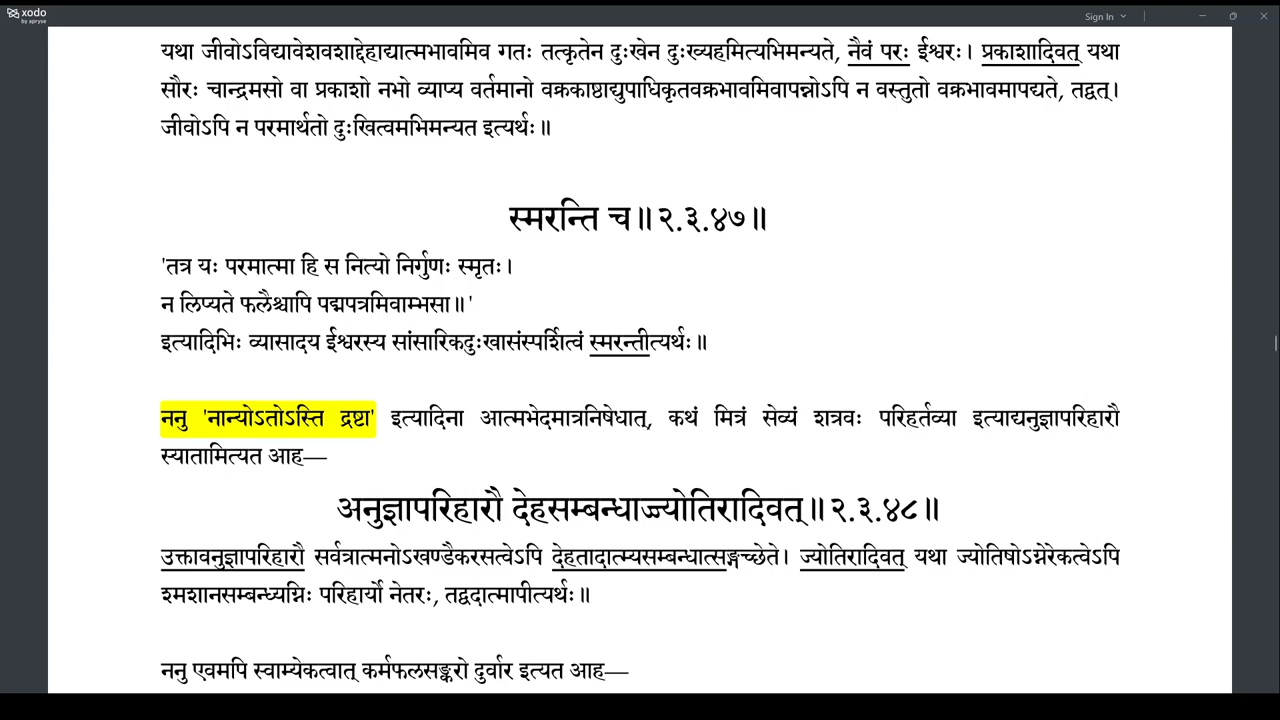 xodo
by apryse
Sign In
यथा जीवोऽविद्यावेशवशाद्देहाद्यात्मभावमिव गतः तत्कृतेन दुःखेन दुःख्यहमित्यभिमन्यते, नैवं परः ईश्वरः। प्रकाशादिवत् यथा
सौरः चान्द्रमसो वा प्रकाशो नभो व्याप्य वर्तमानो वक्रकाष्ठाद्युपाधिकृतवक्रभावमिवापन्नोऽपि न वस्तुतो वक्रभावमापद्यते, तद्वत्।
जीवोऽपि न परमार्थतो दुःखित्वमभिमन्यत इत्यर्थः॥
स्मरन्ति च॥२.३.४७॥
'तत्र यः परमात्मा हि स नित्यो निर्गुणः स्मृतः।
न लिप्यते फलैश्चापि पद्मपत्रमिवाम्भसा॥'
इत्यादिभिः व्यासादय ईश्वरस्य सांसारिकदुःखासंस्पर्शित्वं स्मरन्तीत्यर्थः॥
ननु 'नान्योऽतोऽस्ति द्रष्टा' इत्यादिना आत्मभेदमात्रनिषेधात्, कथं मित्रं सेव्यं शत्रवः परिहर्तव्या इत्याद्यनुज्ञापरिहारौ
स्यातामित्यत आह—
अनुज्ञापरिहारौ देहसम्बन्धाज्ज्योतिरादिवत्॥२.३.४८॥
उक्तावनुज्ञापरिहारौ सर्वत्रात्मनोऽखण्डैकरसत्वेऽपि देहतादात्म्यसम्बन्धात्सङ्गच्छेते। ज्योतिरादिवत् यथा ज्योतिषोऽग्नेरेकत्वेऽपि
श्मशानसम्बन्ध्यग्निः परिहार्यो नेतरः, तद्वदात्मापीत्यर्थः॥
ननु एवमपि स्वाम्येकत्वात् कर्मफलसङ्करो दुर्वार इत्यत आह—